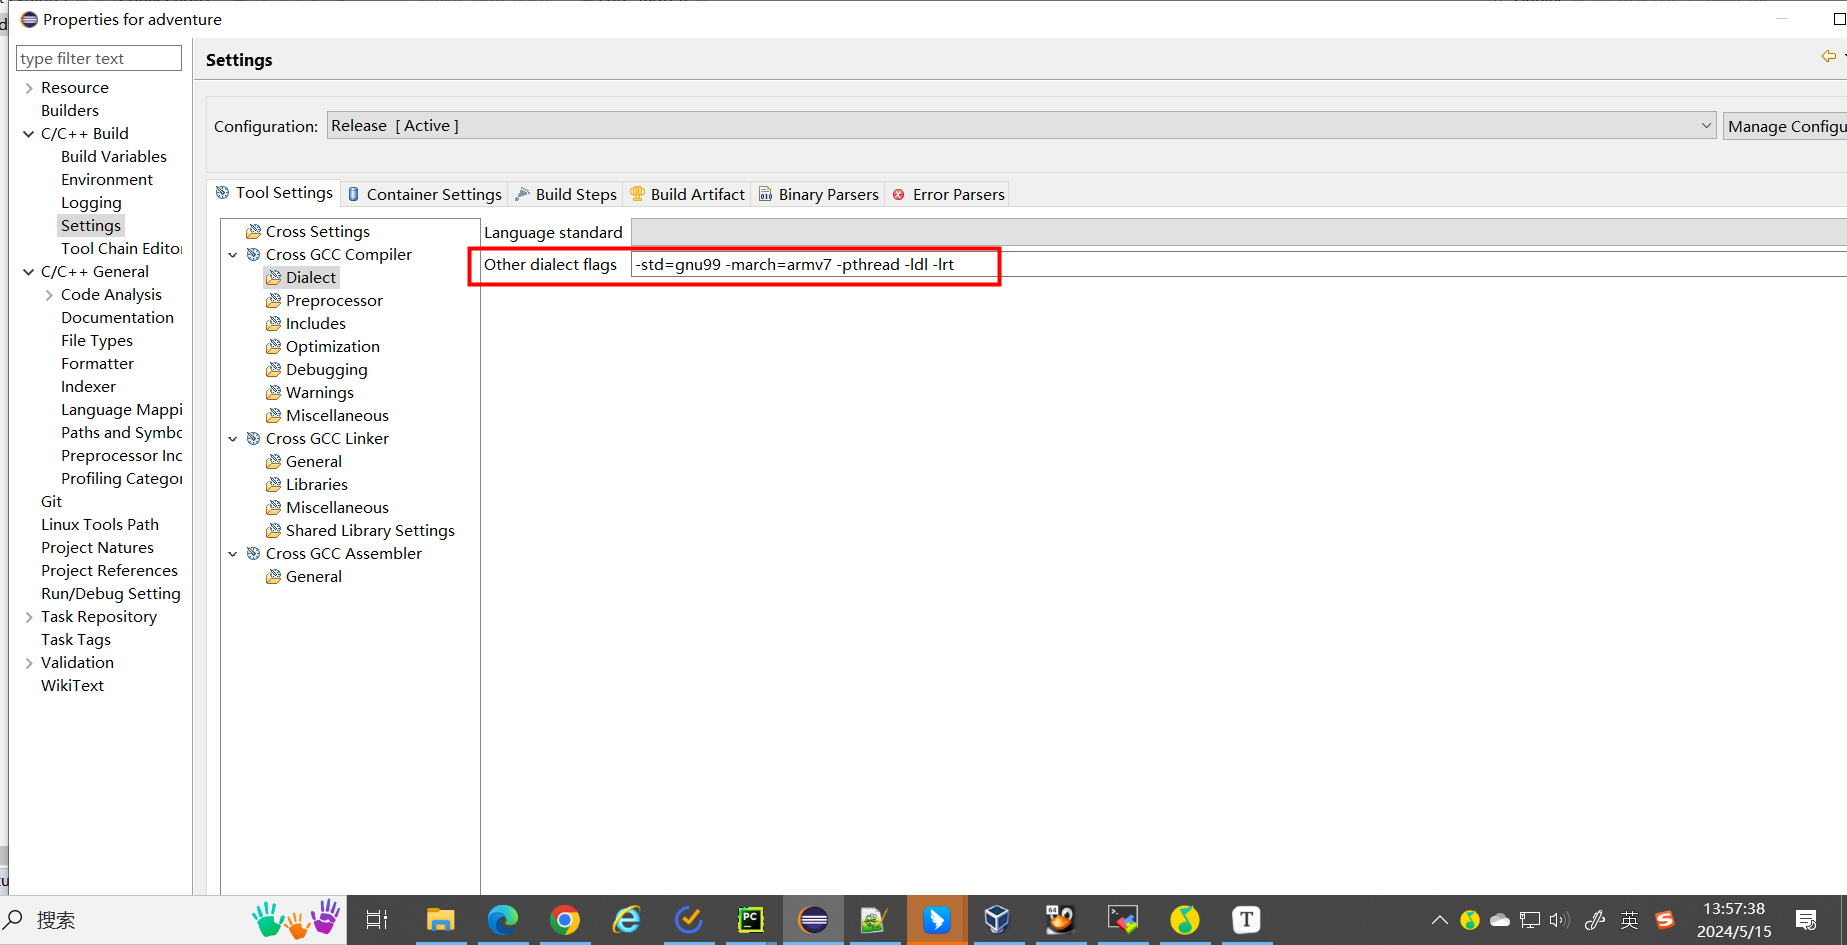 Properties for adventure
type filter text
Resource
Builders
C/C++ Build
Build Variables
Environment
Logging
Settings
Tool Chain Editor
C/C++ General
Code Analysis
Documentation
File Types
Formatter
Indexer
Language Mappi
Paths and Symbo
Preprocessor Inc
Profiling Categor
Git
Linux Tools Path
Project Natures
Project References
Run/Debug Setting
Task Repository
Task Tags
Validation
WikiText
Settings
Configuration: Release [ Active ] Manage Configu
Tool Settings Container Settings Build Steps Build Artifact Binary Parsers Error Parsers
Cross Settings
Cross GCC Compiler
Dialect
Preprocessor
Includes
Optimization
Debugging
Warnings
Miscellaneous
Cross GCC Linker
General
Libraries
Miscellaneous
Shared Library Settings
Cross GCC Assembler
General
Language standard
Other dialect flags -std=gnu99 -march=armv7 -pthread -ldl -lrt
搜索
PC
64
T
英
S
13:57:38
2024/5/15